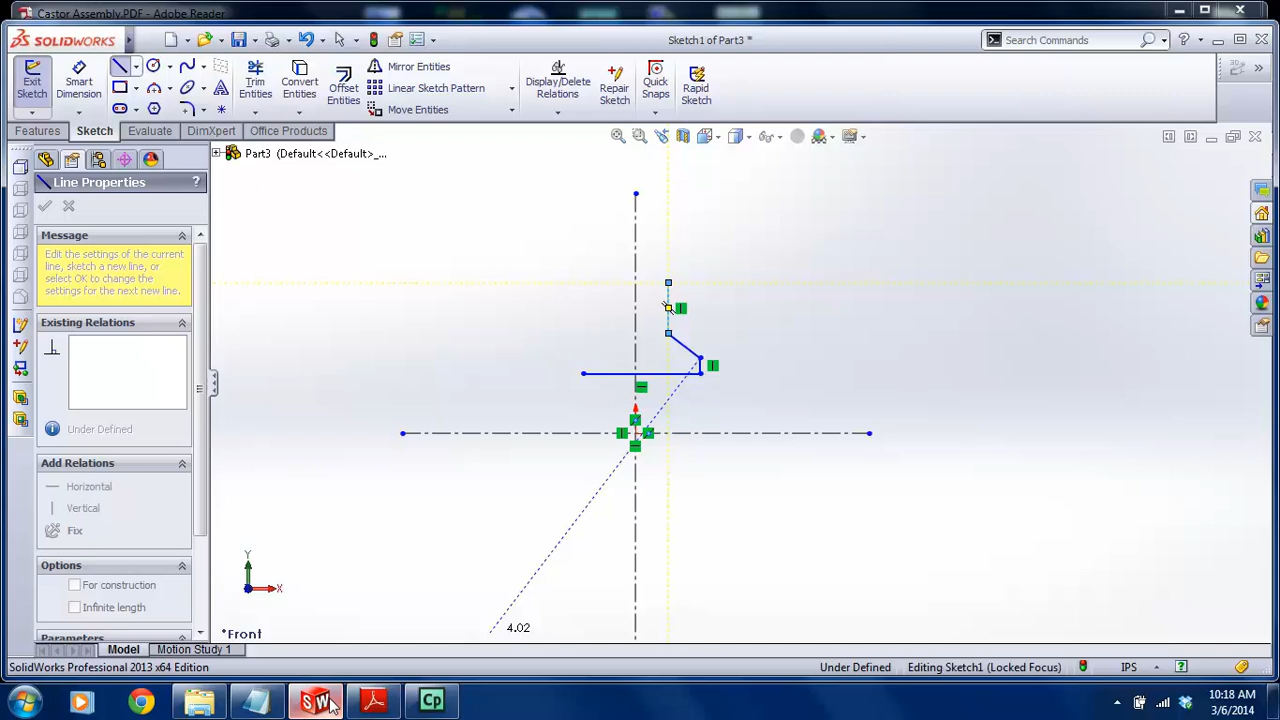 Castor Assembly.PDF - Adobe Reader
SOLIDWORKS
Sketch1 of Part3 *
Search Commands
Exit Sketch
Smart Dimension
Trim Entities
Convert Entities
Offset Entities
Mirror Entities
Linear Sketch Pattern
Move Entities
Display/Delete Relations
Repair Sketch
Quick Snaps
Rapid Sketch
3D
Features
Sketch
Evaluate
DimXpert
Office Products
Part3 (Default<<Default>_...
Line Properties
?
Message
Edit the settings of the current
line, sketch a new line, or
select OK to change the
settings for the next new line.
Existing Relations
Under Defined
Add Relations
Horizontal
Vertical
Fix
Options
For construction
Infinite length
Parameters
Y
X
*Front
4.02
Model
Motion Study 1
SolidWorks Professional 2013 x64 Edition
Under Defined
Editing Sketch1 (Locked Focus)
IPS
?
SW
Cp
10:18 AM
3/6/2014